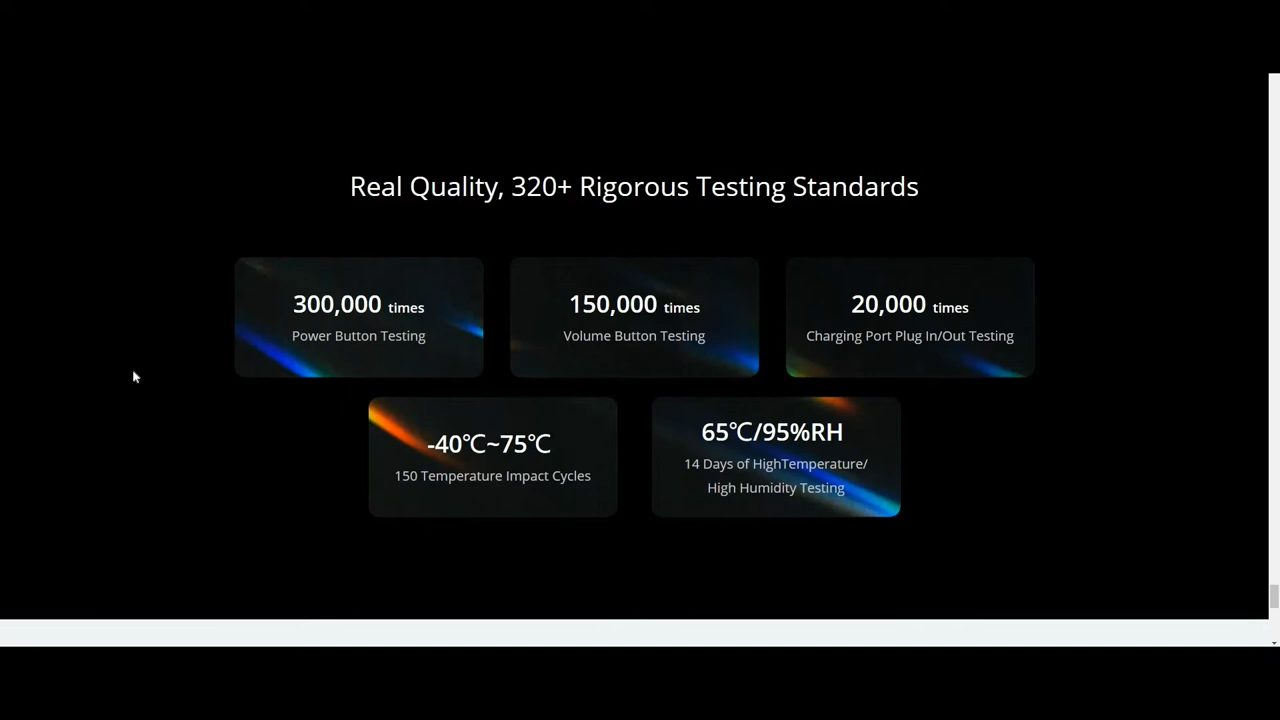 Real Quality, 320+ Rigorous Testing Standards
300,000 times
Power Button Testing
150,000 times
Volume Button Testing
20,000 times
Charging Port Plug In/Out Testing
-40℃~75℃
150 Temperature Impact Cycles
65℃/95%RH
14 Days of HighTemperature/
High Humidity Testing